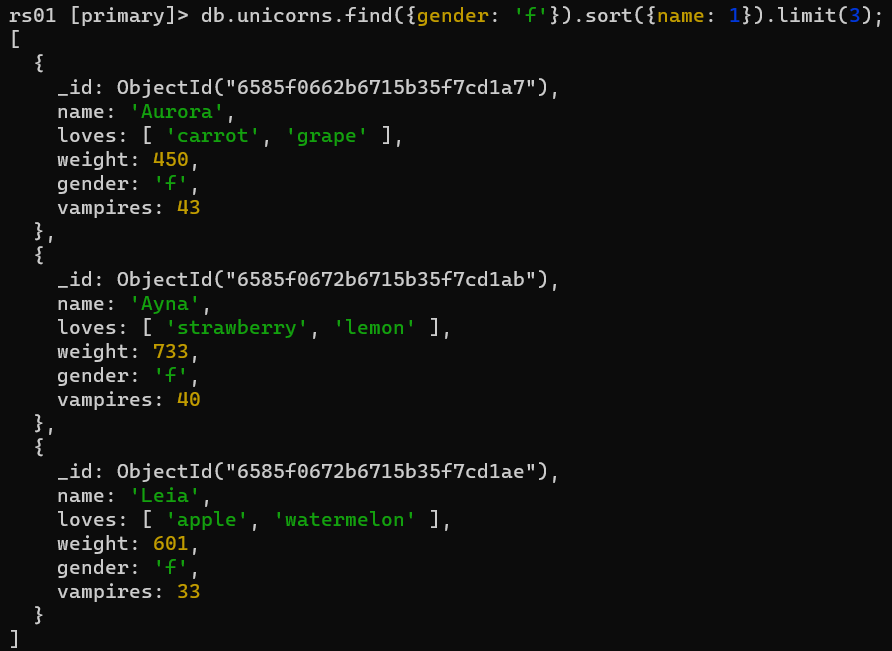 rs01 [primary]> db.unicorns.find({gender: 'f'}).sort({name: 1}).limit(3);
[
  {
    _id: ObjectId("6585f0662b6715b35f7cd1a7"),
    name: 'Aurora',
    loves: [ 'carrot', 'grape' ],
    weight: 450,
    gender: 'f',
    vampires: 43
  },
  {
    _id: ObjectId("6585f0672b6715b35f7cd1ab"),
    name: 'Ayna',
    loves: [ 'strawberry', 'lemon' ],
    weight: 733,
    gender: 'f',
    vampires: 40
  },
  {
    _id: ObjectId("6585f0672b6715b35f7cd1ae"),
    name: 'Leia',
    loves: [ 'apple', 'watermelon' ],
    weight: 601,
    gender: 'f',
    vampires: 33
  }
]